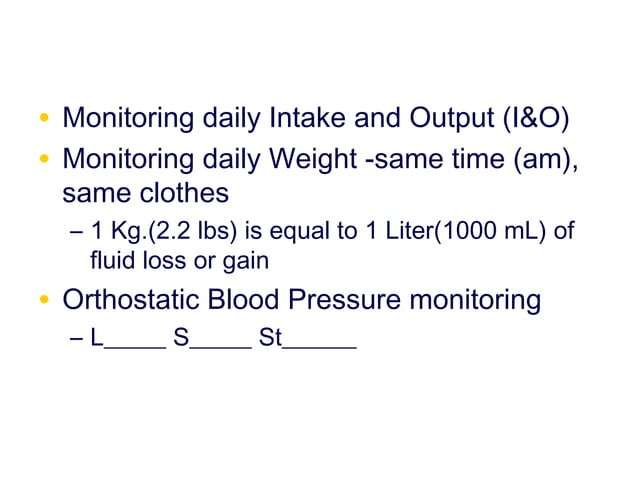 • Monitoring daily Intake and Output (I&O)
• Monitoring daily Weight -same time (am),
same clothes
– 1 Kg.(2.2 lbs) is equal to 1 Liter(1000 mL) of
fluid loss or gain
• Orthostatic Blood Pressure monitoring
– L_____ S_____ St______